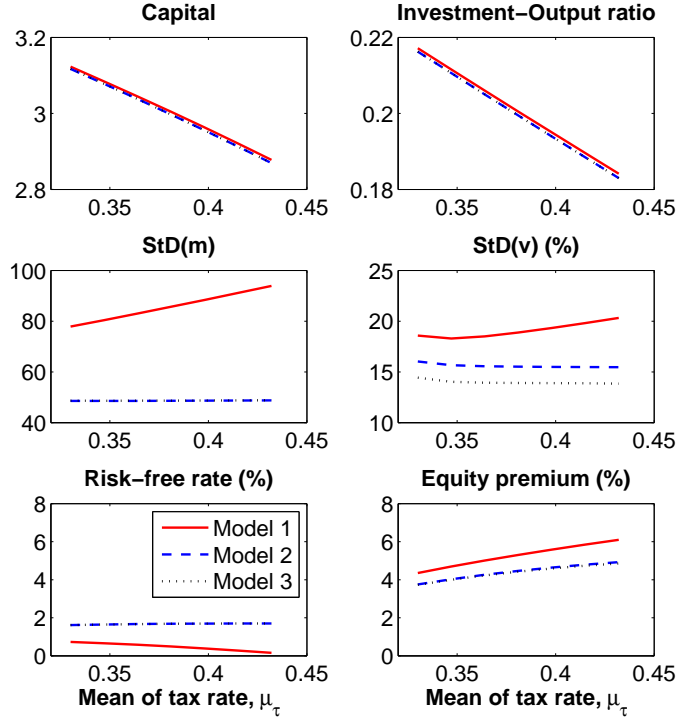 Capital
3.2
3
2.8
0.35 0.4 0.45
Investment−Output ratio
0.22
0.2
0.18
0.35 0.4 0.45
StD(m)
100
80
60
40
0.35 0.4 0.45
StD(v) (%)
25
20
15
10
0.35 0.4 0.45
Risk−free rate (%)
8
6
4
2
0
Model 1
Model 2
Model 3
0.35 0.4 0.45
Mean of tax rate, μτ
Equity premium (%)
8
6
4
2
0
0.35 0.4 0.45
Mean of tax rate, μτ